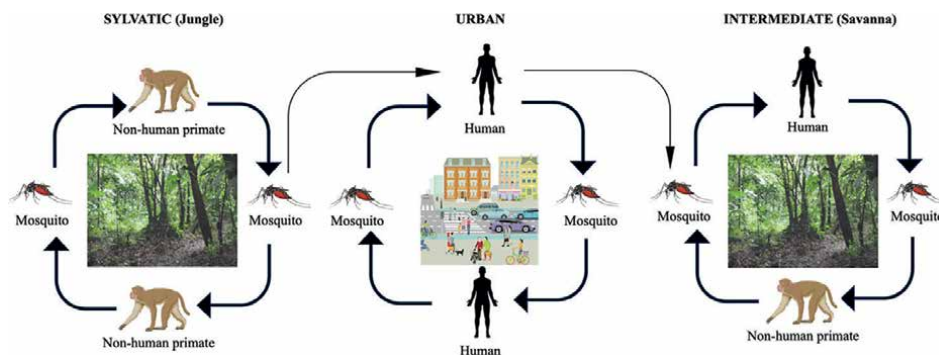 SYLVATIC (Jungle)
URBAN
INTERMEDIATE (Savanna)
Non-human primate
Human
Human
Mosquito
Mosquito
Mosquito
Mosquito
Mosquito
Mosquito
Non-human primate
Human
Non-human primate